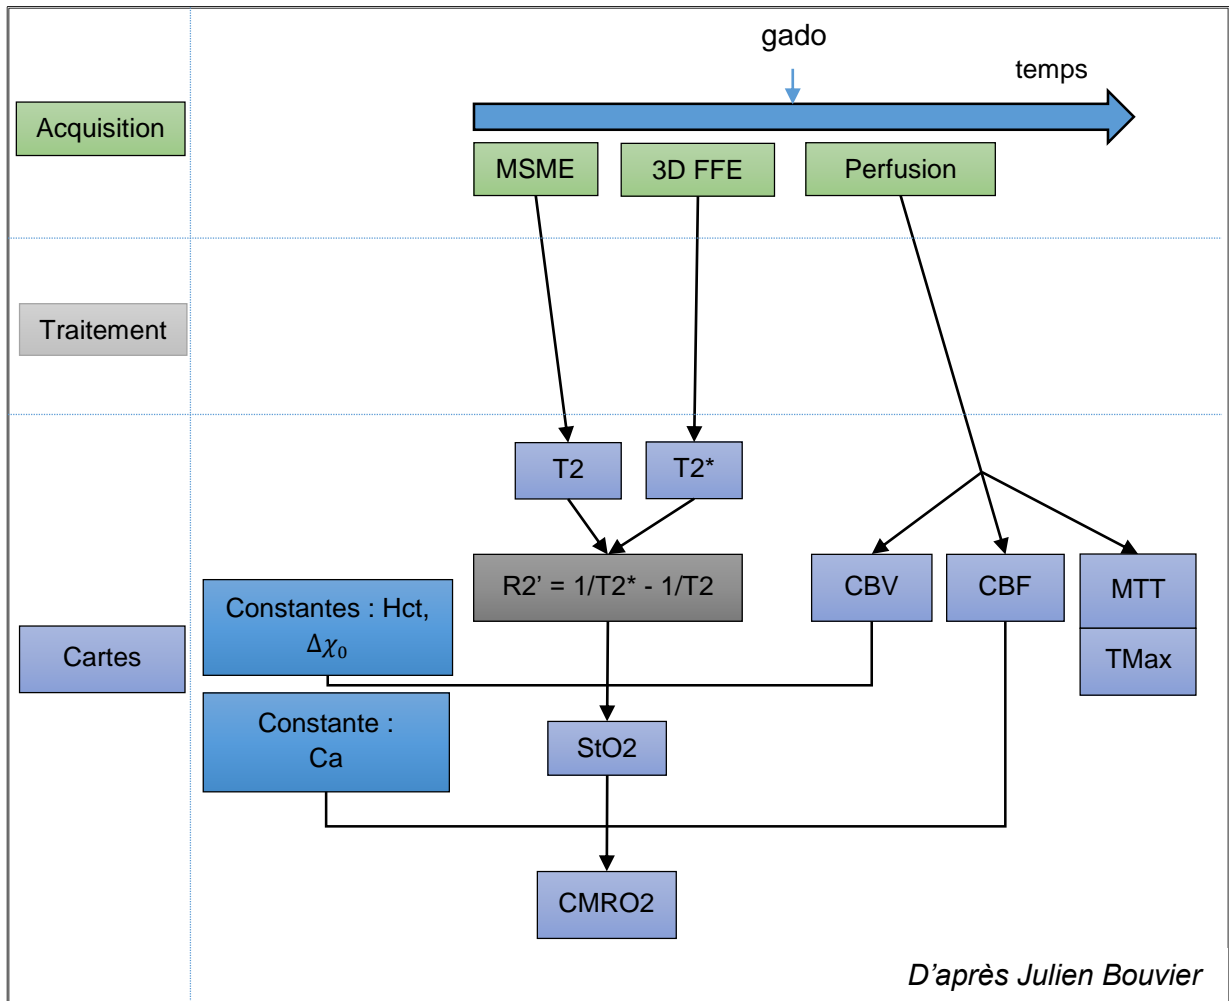 gado
temps
Acquisition
MSME
3D FFE
Perfusion
Traitement
T2
T2*
R2’ = 1/T2* - 1/T2
CBV
CBF
MTT
Constantes : Hct,
Δχ₀
Cartes
TMax
Constante :
Ca
StO2
CMRO2
D’après Julien Bouvier